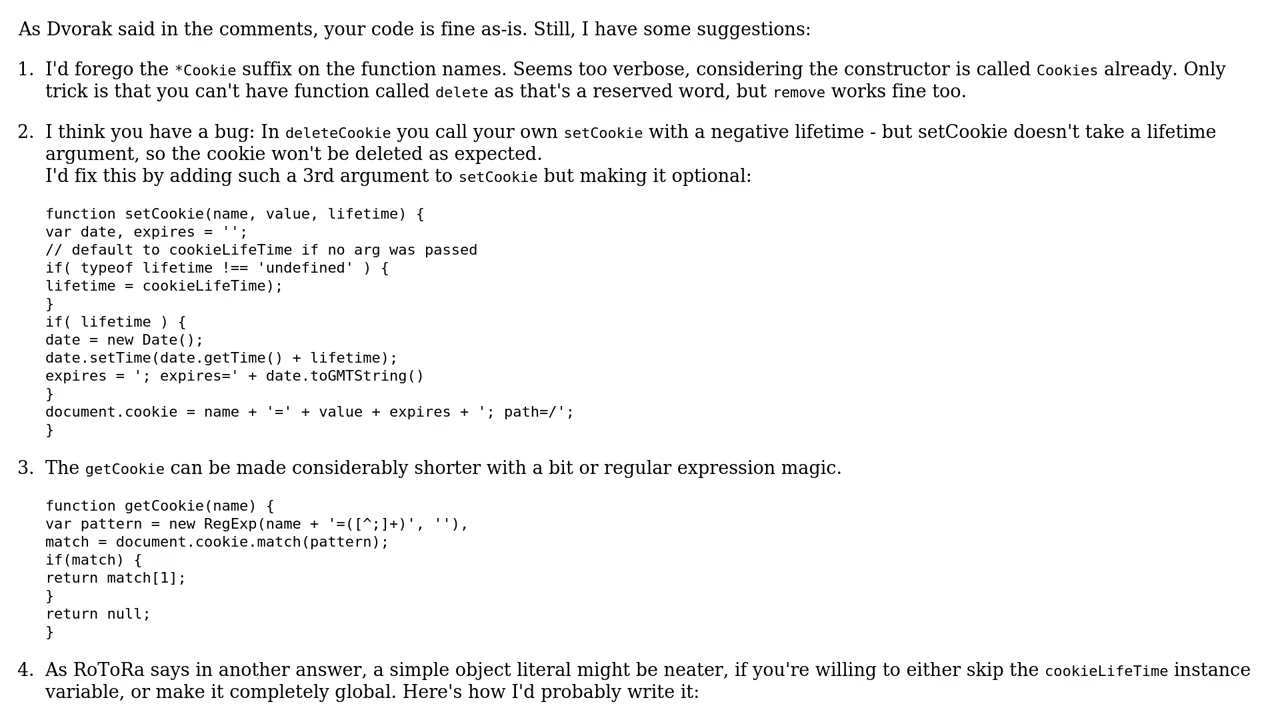 As Dvorak said in the comments, your code is fine as-is. Still, I have some suggestions:
1. I'd forego the *Cookie suffix on the function names. Seems too verbose, considering the constructor is called Cookies already. Only
trick is that you can't have function called delete as that's a reserved word, but remove works fine too.
2. I think you have a bug: In deleteCookie you call your own setCookie with a negative lifetime - but setCookie doesn't take a lifetime
argument, so the cookie won't be deleted as expected.
I'd fix this by adding such a 3rd argument to setCookie but making it optional:
function setCookie(name, value, lifetime) {
var date, expires = '';
// default to cookieLifeTime if no arg was passed
if( typeof lifetime !== 'undefined' ) {
lifetime = cookieLifeTime);
}
if( lifetime ) {
date = new Date();
date.setTime(date.getTime() + lifetime);
expires = '; expires=' + date.toGMTString()
}
document.cookie = name + '=' + value + expires + '; path=/';
}
3. The getCookie can be made considerably shorter with a bit or regular expression magic.
function getCookie(name) {
var pattern = new RegExp(name + '=([^;]+)', ''),
match = document.cookie.match(pattern);
if(match) {
return match[1];
}
return null;
}
4. As RoToRa says in another answer, a simple object literal might be neater, if you're willing to either skip the cookieLifeTime instance
variable, or make it completely global. Here's how I'd probably write it: